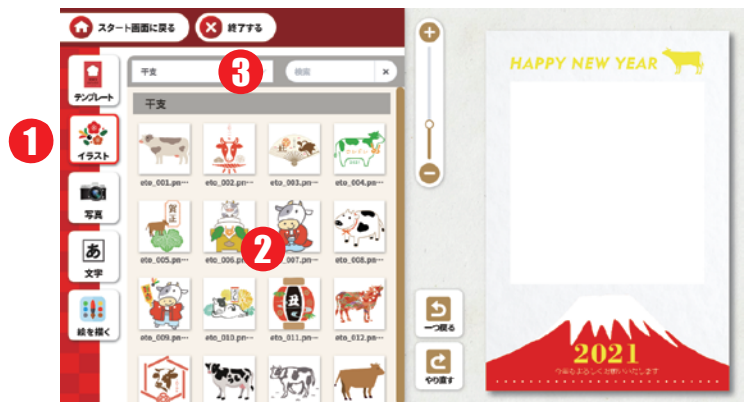 スタート画面に戻る
終了する
3
干支
検索
×
干支
テンプレート
1
イラスト
写真
あ
文字
絵を描く
eto_001.pn…
eto_002.pn…
eto_003.pn…
eto_004.pn…
賀正
eto_005.pn…
eto_006.pn…
2
_007.pn…
eto_008.pn…
丑
eto_009.pn…
eto_010.pn…
eto_011.pn…
eto_012.pn…
一つ戻る
やり直す
HAPPY NEW YEAR
2021
今年もよろしくお願いいたします